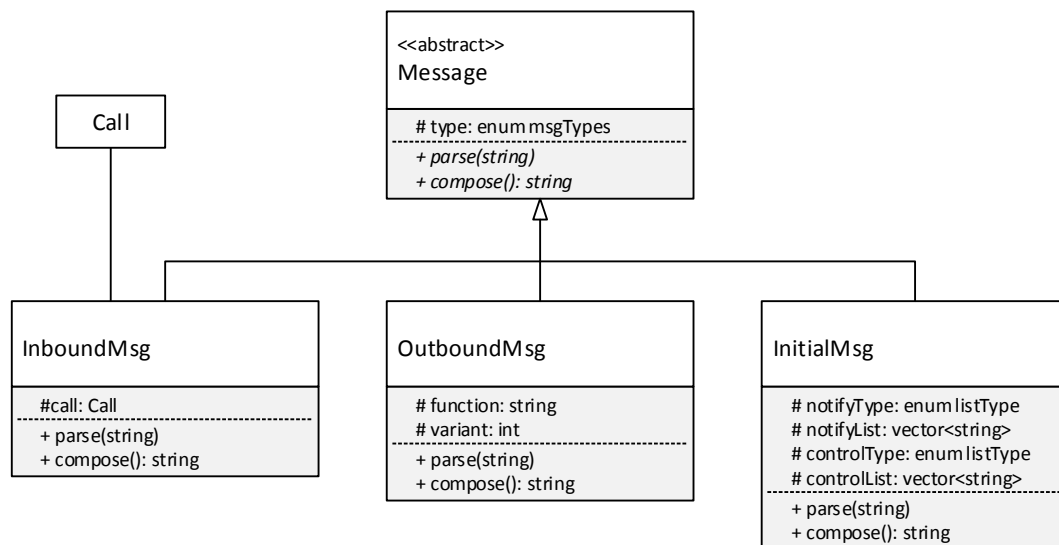 <<abstract>>
Message
# type: enum msgTypes
+ parse(string)
+ compose(): string
Call
InboundMsg
#call: Call
+ parse(string)
+ compose(): string
OutboundMsg
# function: string
# variant: int
+ parse(string)
+ compose(): string
InitialMsg
# notifyType: enum listType
# notifyList: vector<string>
# controlType: enum listType
# controlList: vector<string>
+ parse(string)
+ compose(): string